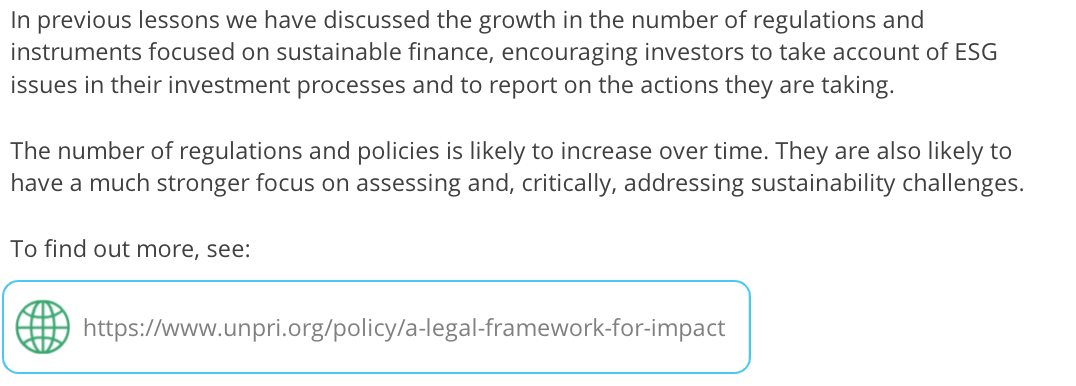 In previous lessons we have discussed the growth in the number of regulations and
instruments focused on sustainable finance, encouraging investors to take account of ESG
issues in their investment processes and to report on the actions they are taking.
The number of regulations and policies is likely to increase over time. They are also likely to
have a much stronger focus on assessing and, critically, addressing sustainability challenges.
To find out more, see:
https://www.unpri.org/policy/a-legal-framework-for-impact